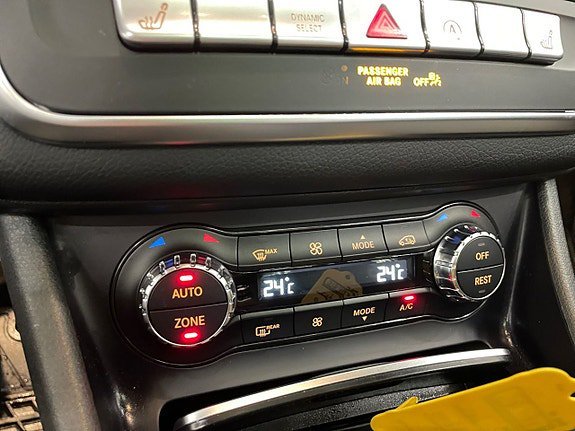 DYNAMIC
SELECT
PASSENGER
AIR BAG OFF
MAX
MODE
24°c 24°c
AUTO
ZONE
OFF
REST
REAR
MODE
A/C